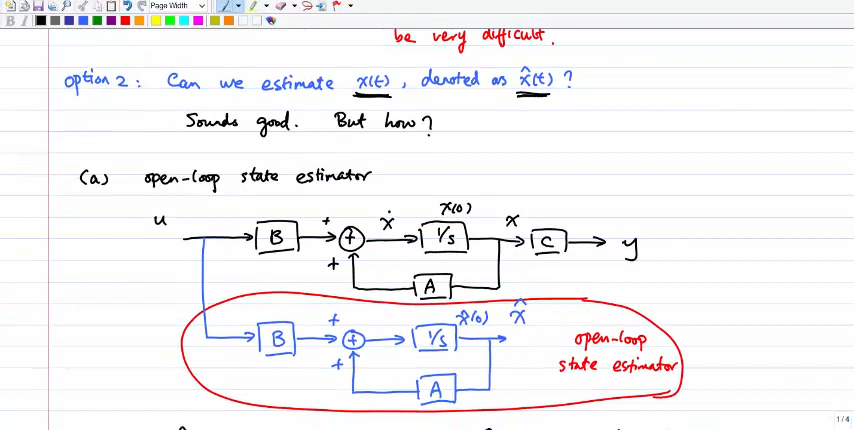 Page Width
B I
be very difficult.
option 2 : Can we estimate x(t) , denoted as x̂(t) ?
Sounds good. But how?
(a) open-loop state estimator
u + ẋ x(0) x
B + 1/s C y
+
A
+ x̂(0) x̂
B + 1/s open-loop
+ state estimator
A
1/4